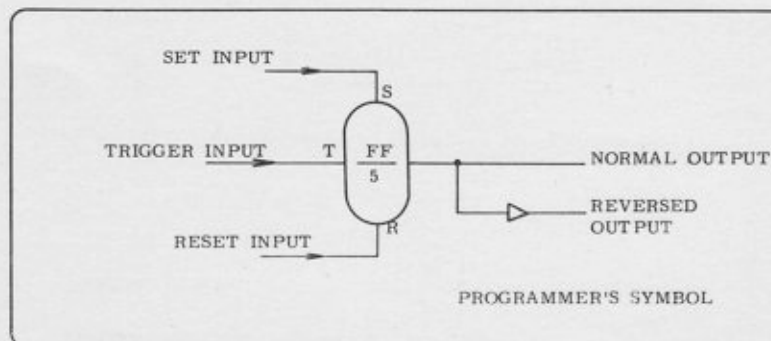 SET INPUT
S
TRIGGER INPUT
T
FF
5
NORMAL OUTPUT
REVERSED
OUTPUT
R
RESET INPUT
PROGRAMMER'S SYMBOL